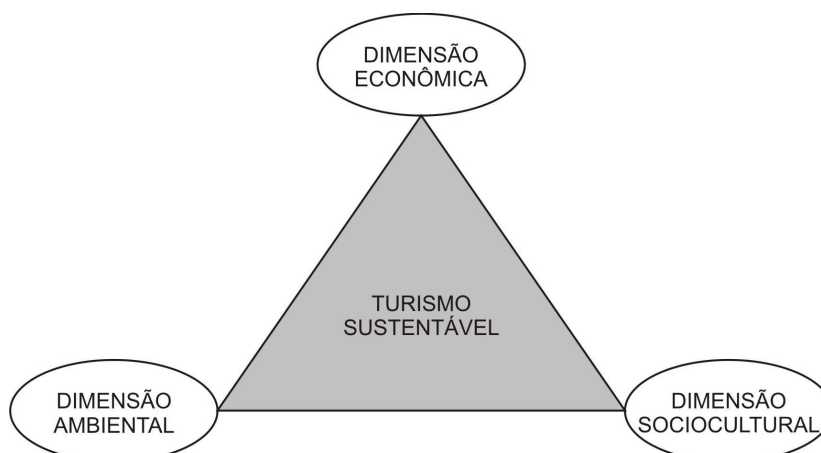 DIMENSÃO
ECONÔMICA
TURISMO
SUSTENTÁVEL
DIMENSÃO
AMBIENTAL
DIMENSÃO
SOCIOCULTURAL